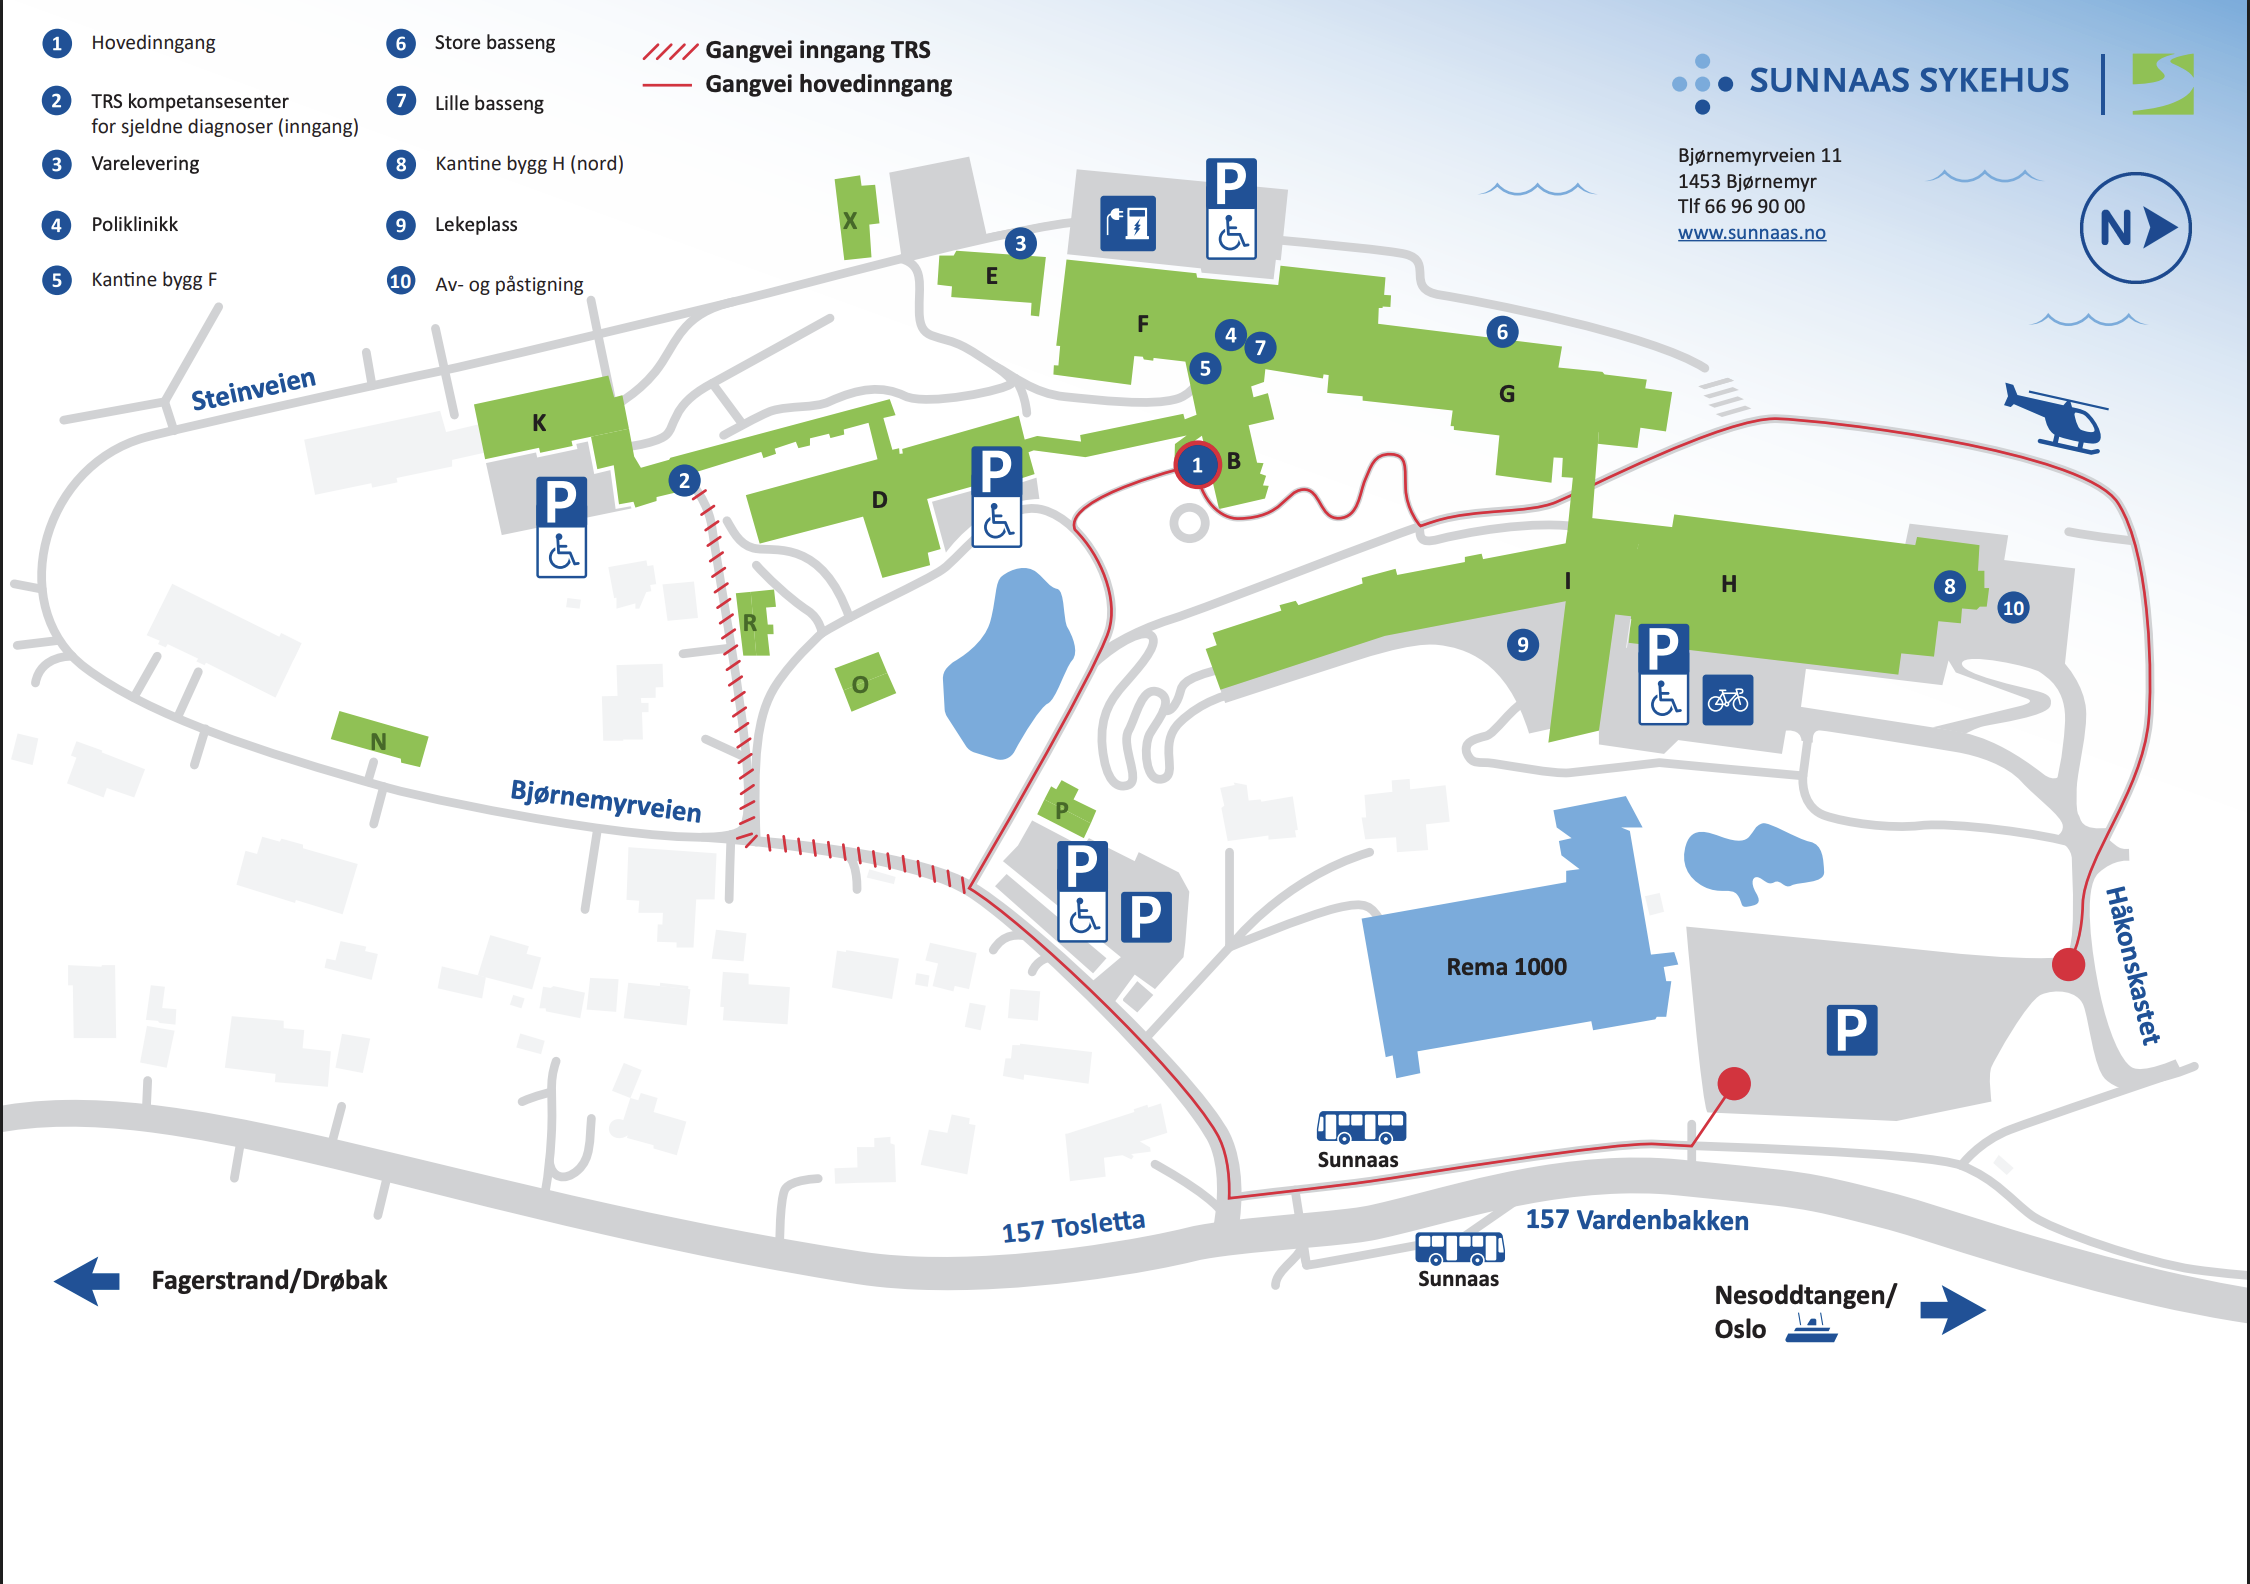 1 Hovedinngang
2 TRS kompetansesenter
for sjeldne diagnoser (inngang)
3 Varelevering
4 Poliklinikk
5 Kantine bygg F
6 Store basseng
7 Lille basseng
8 Kantine bygg H (nord)
9 Lekeplass
10 Av- og påstigning
Gangvei inngang TRS
Gangvei hovedinngang
SUNNAAS SYKEHUS
Bjørnemyrveien 11
1453 Bjørnemyr
Tlf 66 96 90 00
www.sunnaas.no
N
P
X
3
E
F
4
7
5
6
G
Steinveien
K
P
2
D
P
1
B
I
H
8
10
9
P
R
O
N
Bjørnemyrveien
P
P
P
Rema 1000
P
Håkonskastet
Sunnaas
157 Tosletta
157 Vardenbakken
Sunnaas
Fagerstrand/Drøbak
Nesoddtangen/
Oslo